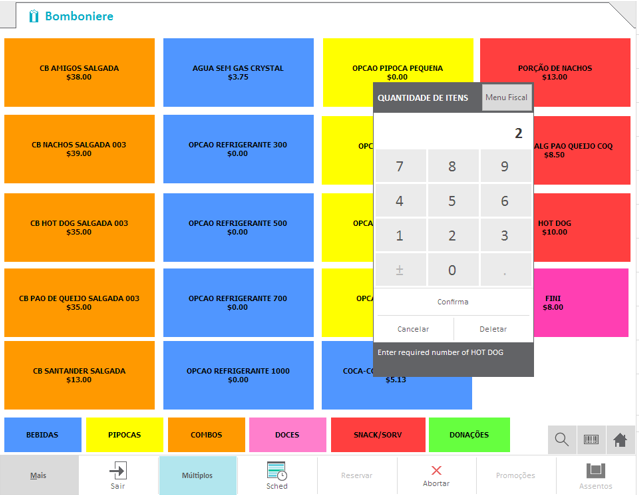 Bomboniere
CB AMIGOS SALGADA
$38.00
AGUA SEM GAS CRYSTAL
$3.75
OPCAO PIPOCA PEQUENA
$0.00
PORÇÃO DE NACHOS
$13.00
QUANTIDADE DE ITENS
Menu Fiscal
2
CB NACHOS SALGADA 003
$39.00
OPCAO REFRIGERANTE 300
$0.00
OPC
ALG PAO QUEIJO COQ
$8.50
7 8 9
4 5 6
1 2 3
± 0 .
CB HOT DOG SALGADA 003
$35.00
OPCAO REFRIGERANTE 500
$0.00
OPCA
HOT DOG
$10.00
CB PAO DE QUEIJO SALGADA 003
$35.00
OPCAO REFRIGERANTE 700
$0.00
OPCA
FINI
$8.00
Confirma
Cancelar Deletar
Enter required number of HOT DOG
CB SANTANDER SALGADA
$13.00
OPCAO REFRIGERANTE 1000
$0.00
COCA-CO
$5.13
BEBIDAS PIPOCAS COMBOS DOCES SNACK/SORV DONAÇÕES
Mais Sair Múltiplos Sched Reservar Abortar Promoções Assentos